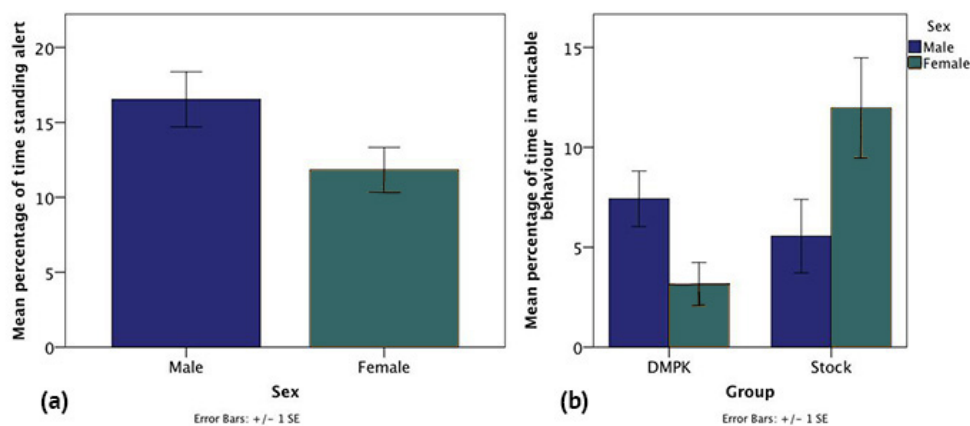 Mean percentage of time standing alert
20
15
10
5
0
Male
Female
Sex
(a)
Error Bars: +/- 1 SE
Mean percentage of time in amicable
behaviour
15
10
5
0
DMPK
Stock
Group
(b)
Error Bars: +/- 1 SE
Sex
Male
Female